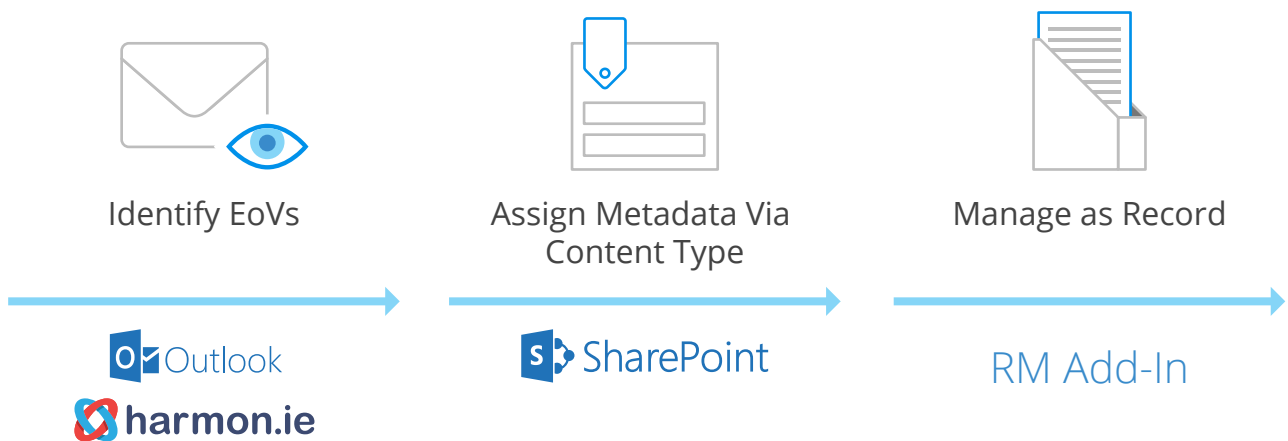 Identify EoVs
Assign Metadata Via
Content Type
Manage as Record
O Outlook
harmon.ie
S SharePoint
RM Add-In